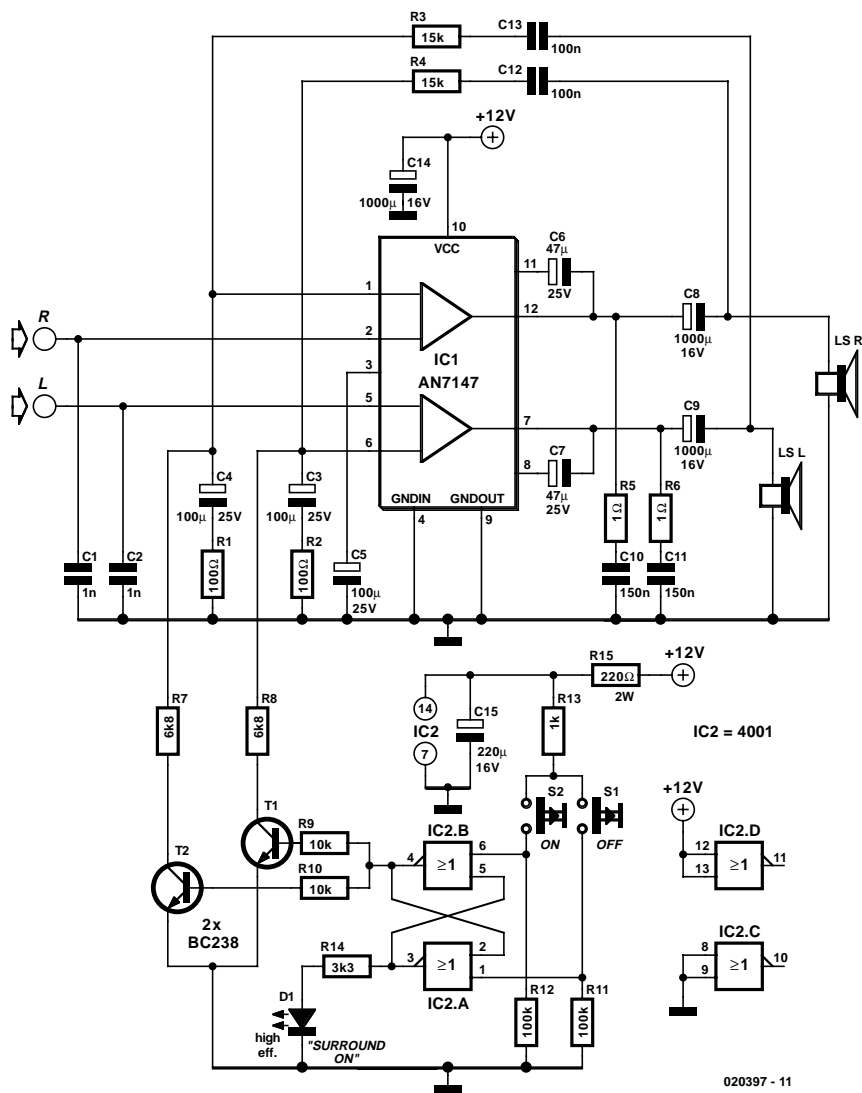 R3
15k
C13
100n
R4
15k
C12
100n
+12V
C14
1000µ 16V
10
VCC
11
C6
47µ
25V
1
12
C8
1000µ
16V
LS R
R
2
IC1
3
AN7147
L
5
7
C9
1000µ
16V
LS L
6
8
C7
47µ
25V
C4
100µ 25V
C3
100µ 25V
GNDIN GNDOUT
4
9
R5
1Ω
R6
1Ω
C1
1n
C2
1n
R1
100Ω
R2
100Ω
C5
100µ
25V
C10
150n
C11
150n
R7
6k8
R8
6k8
R15
220Ω
2W
+12V
14
IC2
7
C15
220µ
16V
R13
1k
IC2 = 4001
S2
ON
S1
OFF
+12V
T1
T2
R9
10k
R10
10k
2x
BC238
IC2.B
4
≥1
6
5
IC2.D
12
13
≥1
11
R14
3k3
3
≥1
2
1
IC2.A
IC2.C
8
9
≥1
10
D1
high
eff.
"SURROUND
ON"
R12
100k
R11
100k
020397 - 11